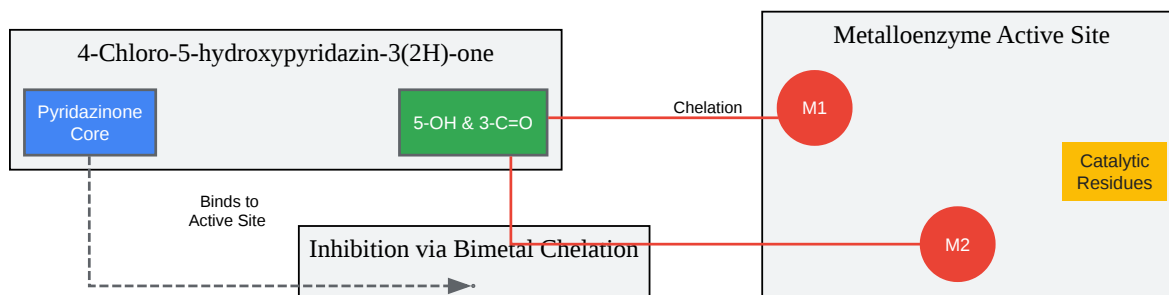 4-Chloro-5-hydroxypyridazin-3(2H)-one
Pyridazinone
Core
5-OH & 3-C=O
Chelation
Metalloenzyme Active Site
M1
Catalytic
Residues
Binds to
Active Site
Inhibition via Bimetal Chelation
M2